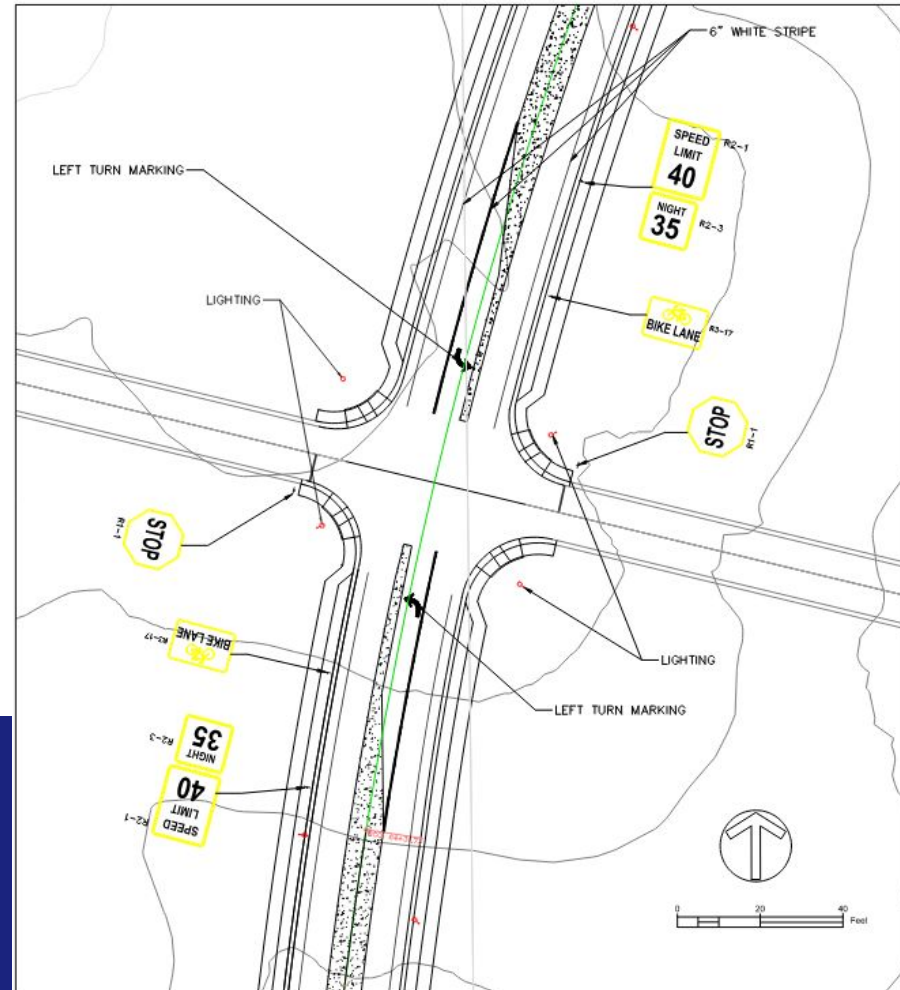 6" WHITE STRIPE
SPEED
LIMIT
40
R2-1
NIGHT
35
R2-3
LEFT TURN MARKING
LIGHTING
BIKE LANE
R3-17
STOP
R1-1
STOP
R1-1
BIKE LANE
R3-17
LIGHTING
LEFT TURN MARKING
NIGHT
35
R2-3
SPEED
LIMIT
40
R2-1
0 20 40
Feet